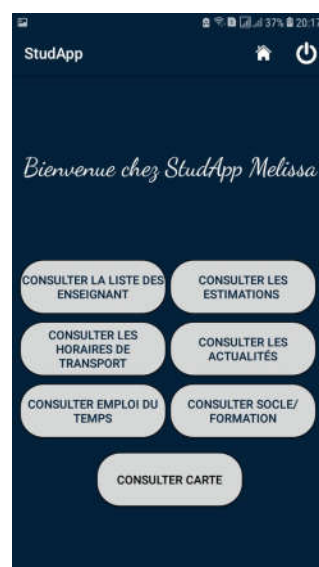 37% 20:17
StudApp
Bienvenue chez StudApp Melissa
CONSULTER LA LISTE DES
ENSEIGNANT
CONSULTER LES
ESTIMATIONS
CONSULTER LES
HORAIRES DE
TRANSPORT
CONSULTER LES
ACTUALITÉS
CONSULTER EMPLOI DU
TEMPS
CONSULTER SOCLE/
FORMATION
CONSULTER CARTE